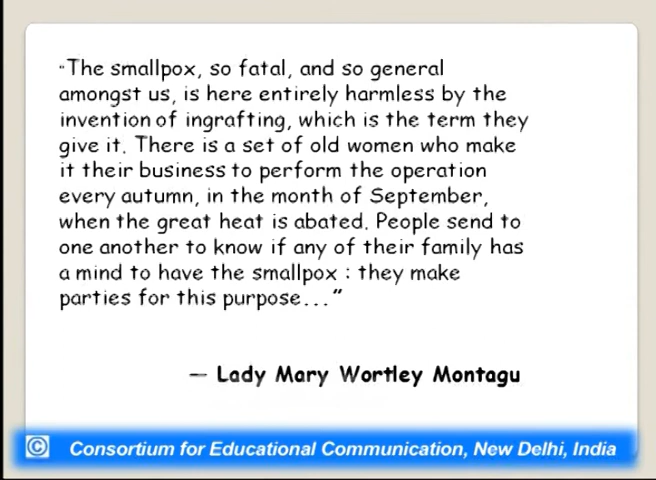 “The smallpox, so fatal, and so general
amongst us, is here entirely harmless by the
invention of ingrafting, which is the term they
give it. There is a set of old women who make
it their business to perform the operation
every autumn, in the month of September,
when the great heat is abated. People send to
one another to know if any of their family has
a mind to have the smallpox : they make
parties for this purpose...”
— Lady Mary Wortley Montagu
© Consortium for Educational Communication, New Delhi, India